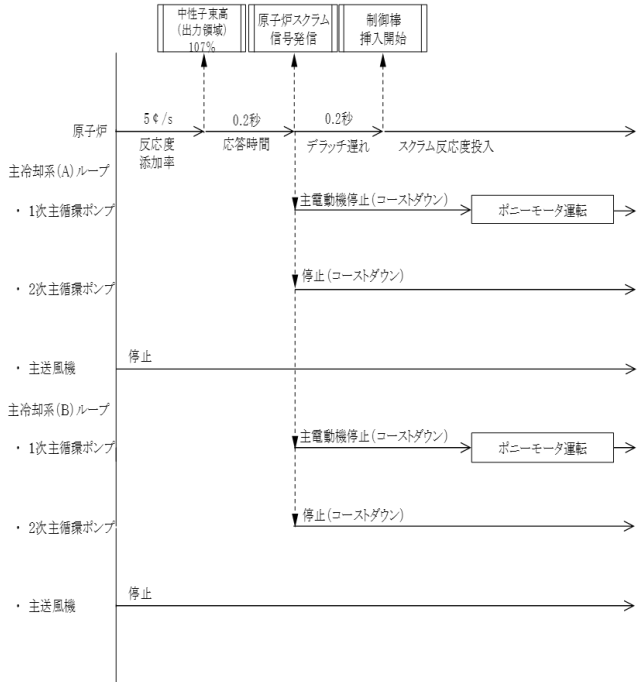 中性子束高
(出力領域)
107%
原子炉スクラム
信号発信
制御棒
挿入開始
原子炉
5¢/s
反応度
添加率
0.2秒
応答時間
0.2秒
デラッチ遅れ
スクラム反応度投入
主冷却系(A)ループ
・ 1次主循環ポンプ
主電動機停止(コーストダウン)
ポニーモータ運転
・ 2次主循環ポンプ
停止(コーストダウン)
・ 主送風機
停止
主冷却系(B)ループ
・ 1次主循環ポンプ
主電動機停止(コーストダウン)
ポニーモータ運転
・ 2次主循環ポンプ
停止(コーストダウン)
・ 主送風機
停止